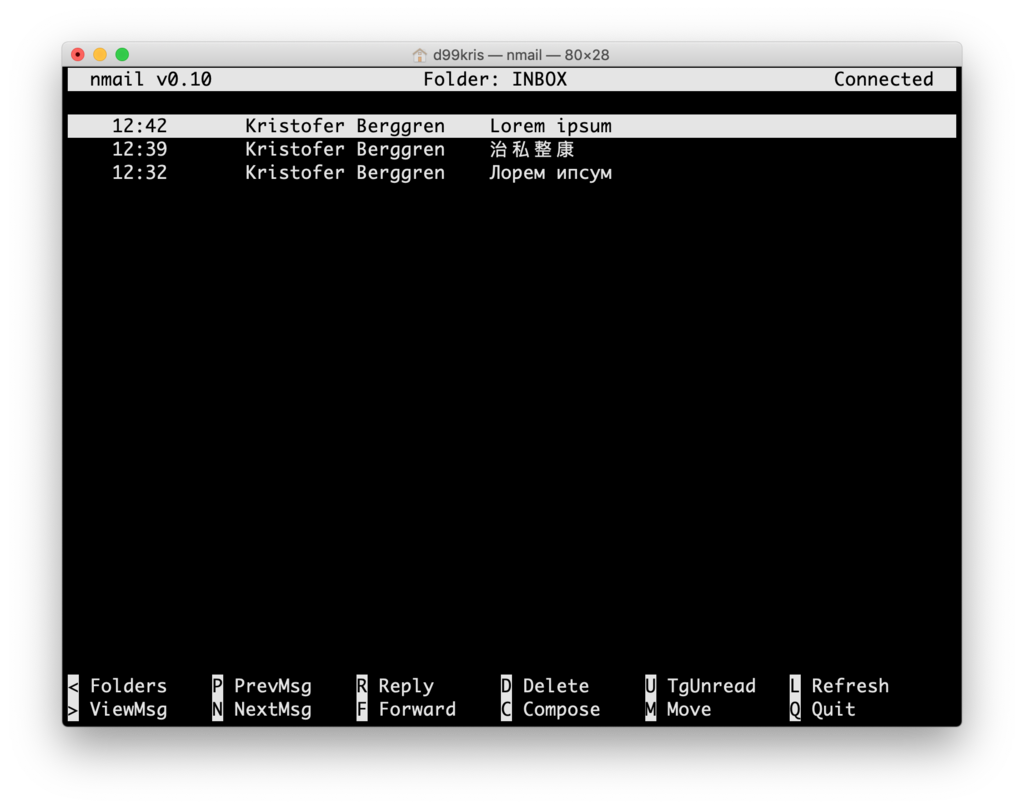 d99kris — nmail — 80×28
nmail v0.10 Folder: INBOX Connected
12:42 Kristofer Berggren Lorem ipsum
12:39 Kristofer Berggren 治私整康
12:32 Kristofer Berggren Лорем ипсум
< Folders P PrevMsg R Reply D Delete U TgUnread L Refresh
> ViewMsg N NextMsg F Forward C Compose M Move Q Quit